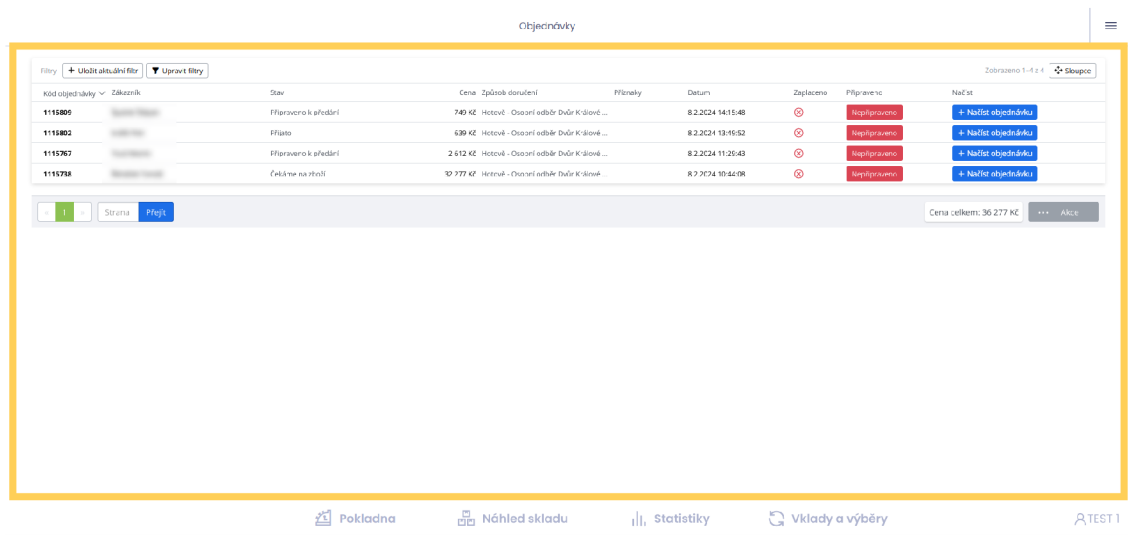 Objednávky
Filtry + Uložit aktuální filtr Upravit filtry Zobrazeno 1-4 z 4 Sloupce
Kód objednávky Zákazník Stav Cena Způsob doručení Příznaky Datum Zaplaceno Připraveno Načíst
1115809 Připraveno k předání 749 Kč Hotově - Osobní odběr Dvůr Králové ... 8.2.2024 14:15:48 Nepřipraveno + Načíst objednávku
1115802 Přijato 639 Kč Hotově - Osobní odběr Dvůr Králové ... 8.2.2024 13:49:52 Nepřipraveno + Načíst objednávku
1115767 Připraveno k předání 2 612 Kč Hotově - Osobní odběr Dvůr Králové ... 8.2.2024 11:29:43 Nepřipraveno + Načíst objednávku
1115738 Čekáme na zboží 32 277 Kč Hotově - Osobní odběr Dvůr Králové ... 8.2.2024 10:44:08 Nepřipraveno + Načíst objednávku
« 1 » Strana Přejít Cena celkem: 36 277 Kč ... Akce
Pokladna Náhled skladu Statistiky Vklady a výběry TEST 1